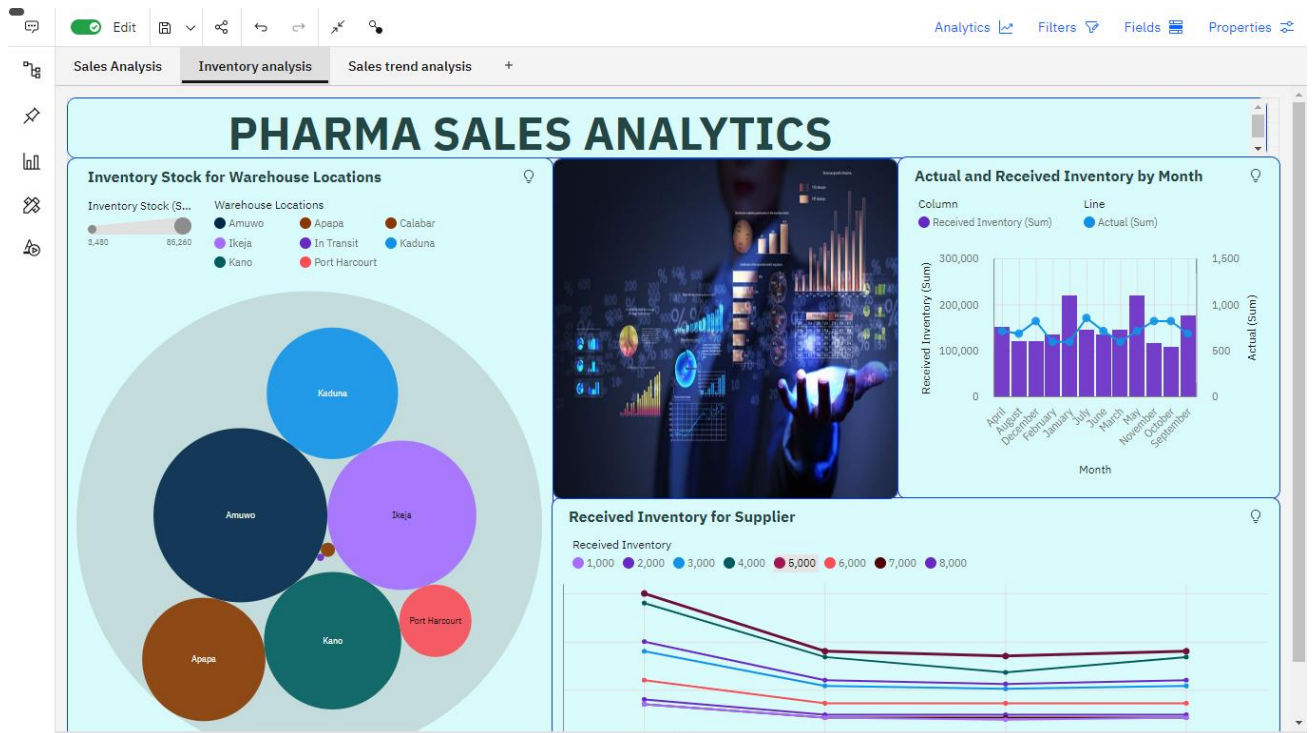 Edit
Analytics
Filters
Fields
Properties
Sales Analysis
Inventory analysis
Sales trend analysis
+
PHARMA SALES ANALYTICS
Inventory Stock for Warehouse Locations
Inventory Stock (S...
3,480
85,260
Warehouse Locations
Amuwo
Apapa
Calabar
Ikeja
In Transit
Kaduna
Kano
Port Harcourt
Kaduna
Amuwo
Ikeja
Port Harcourt
Kano
Apapa
Actual and Received Inventory by Month
Column
Line
Received Inventory (Sum)
Actual (Sum)
Received Inventory (Sum)
300,000
200,000
100,000
0
1,500
1,000
500
0
Actual (Sum)
April
August
December
February
January
July
June
March
May
November
October
September
Month
Received Inventory for Supplier
Received Inventory
1,000
2,000
3,000
4,000
5,000
6,000
7,000
8,000